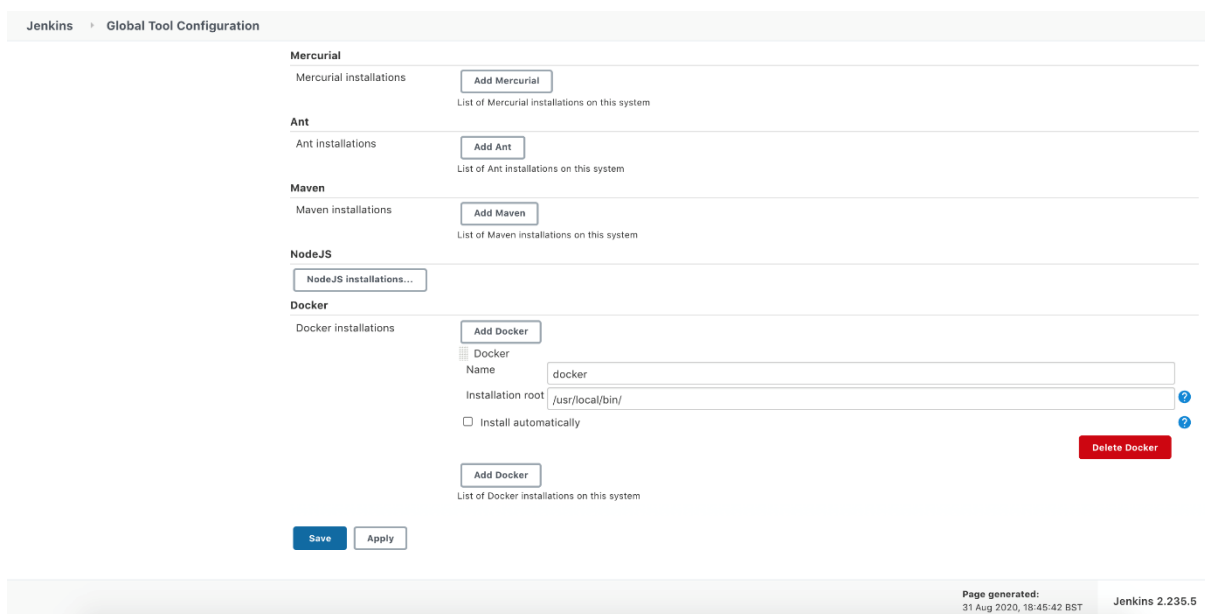 Jenkins Global Tool Configuration
Mercurial
Mercurial installations Add Mercurial
List of Mercurial installations on this system
Ant
Ant installations Add Ant
List of Ant installations on this system
Maven
Maven installations Add Maven
List of Maven installations on this system
NodeJS
NodeJS installations...
Docker
Docker installations Add Docker
Docker
Name docker
Installation root /usr/local/bin/ ?
Install automatically ?
Delete Docker
Add Docker
List of Docker installations on this system
Save Apply
Page generated:
31 Aug 2020, 18:45:42 BST
Jenkins 2.235.5